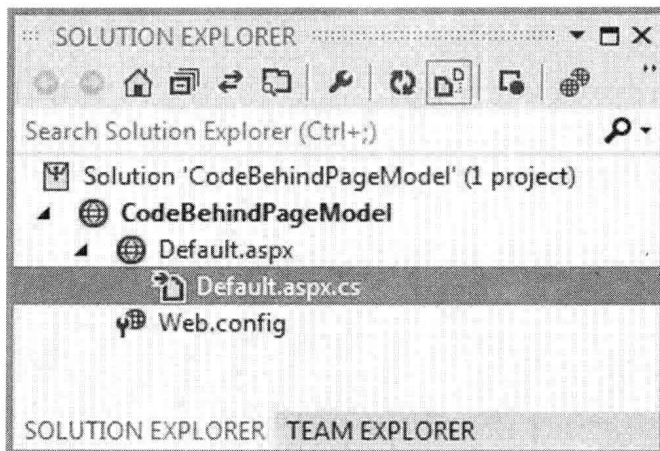 SOLUTION EXPLORER
Search Solution Explorer (Ctrl+;)
Solution 'CodeBehindPageModel' (1 project)
CodeBehindPageModel
Default.aspx
Default.aspx.cs
Web.config
SOLUTION EXPLORER TEAM EXPLORER